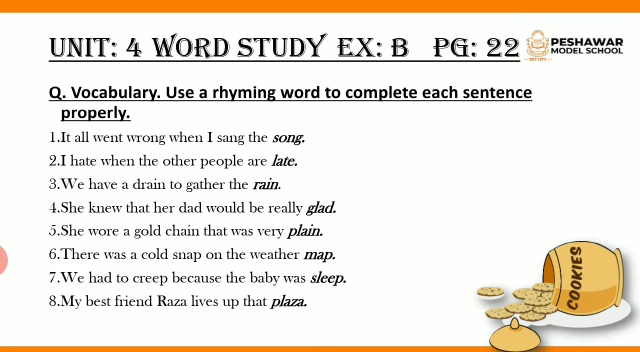 UNIT: 4 WORD STUDY EX: B PG: 22
PESHAWAR
MODEL SCHOOL
Q. Vocabulary. Use a rhyming word to complete each sentence
properly.
1.It all went wrong when I sang the song.
2.I hate when the other people are late.
3.We have a drain to gather the rain.
4.She knew that her dad would be really glad.
5.She wore a gold chain that was very plain.
6.There was a cold snap on the weather map.
7.We had to creep because the baby was sleep.
8.My best friend Raza lives up that plaza.
COOKIES